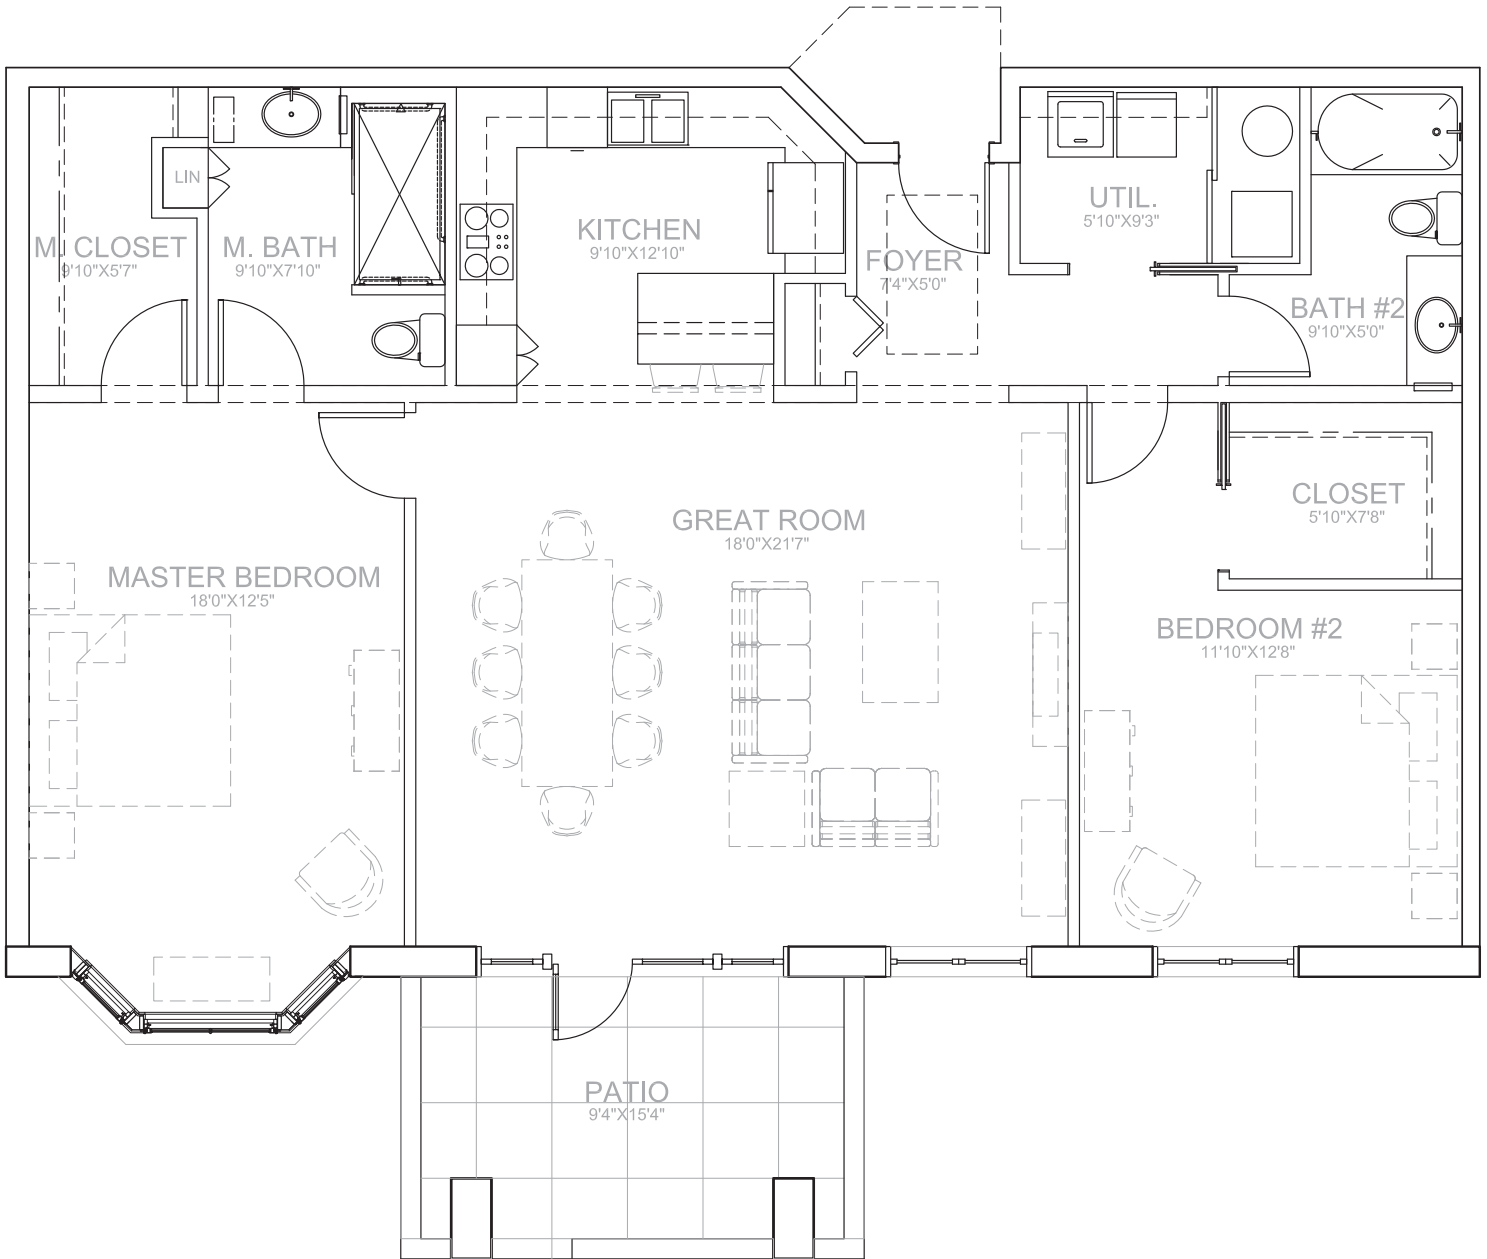 LIN
M. CLOSET
9'10"X5'7"
M. BATH
9'10"X7'10"
KITCHEN
9'10"X12'10"
FOYER
7'4"X5'0"
UTIL.
5'10"X9'3"
BATH #2
9'10"X5'0"
GREAT ROOM
18'0"X21'7"
CLOSET
5'10"X7'8"
MASTER BEDROOM
18'0"X12'5"
BEDROOM #2
11'10"X12'8"
PATIO
9'4"X15'4"